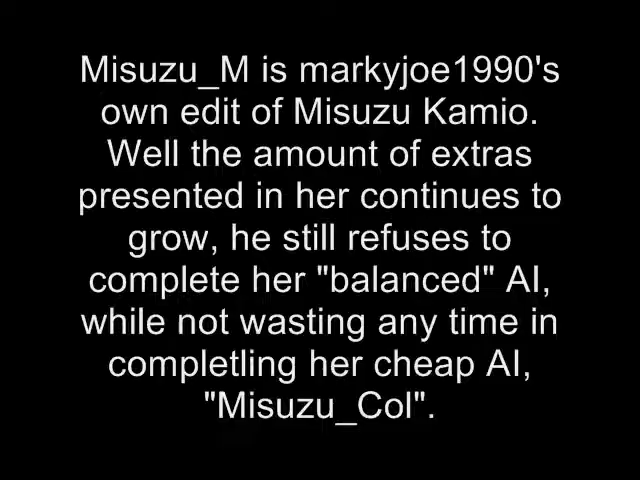 Misuzu_M is markyjoe1990's
own edit of Misuzu Kamio.
Well the amount of extras
presented in her continues to
grow, he still refuses to
complete her "balanced" AI,
while not wasting any time in
completling her cheap AI,
"Misuzu_Col".